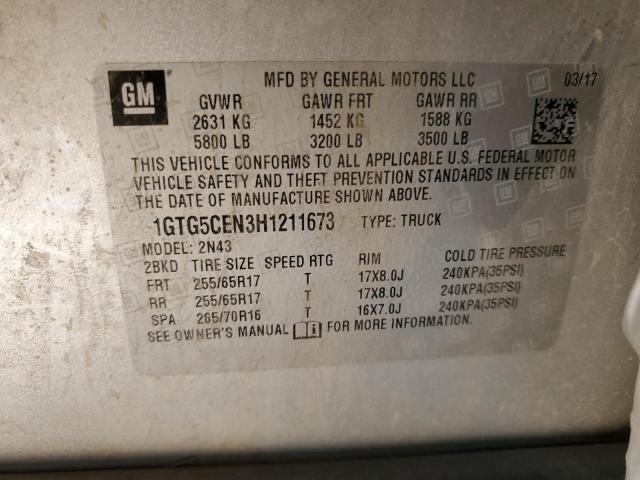 GM
MFD BY GENERAL MOTORS LLC 03/17
GVWR GAWR FRT GAWR RR
2631 KG 1452 KG 1588 KG
5800 LB 3200 LB 3500 LB
THIS VEHICLE CONFORMS TO ALL APPLICABLE U.S. FEDERAL MOTOR
VEHICLE SAFETY AND THEFT PREVENTION STANDARDS IN EFFECT ON
THE DATE OF MANUFACTURE SHOWN ABOVE.
1GTG5CEN3H1211673 TYPE: TRUCK
MODEL: 2N43
2BKD TIRE SIZE SPEED RTG RIM COLD TIRE PRESSURE
FRT 255/65R17 T 17X8.0J 240KPA(35PSI)
RR 255/65R17 T 17X8.0J 240KPA(35PSI)
SPA 265/70R16 T 16X7.0J 240KPA(35PSI)
SEE OWNER'S MANUAL i FOR MORE INFORMATION.